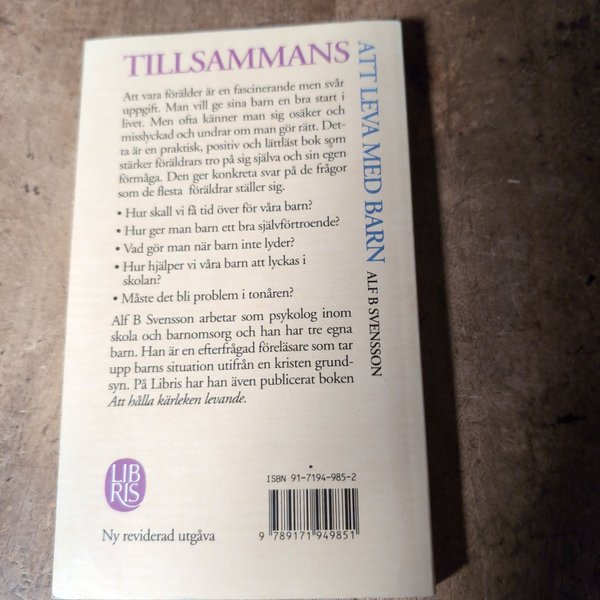 TILLSAMMANS
ATT LEVA MED BARN
ALF B SVENSSON
Att vara förälder är en fascinerande men svår
uppgift. Man vill ge sina barn en bra start i
livet. Men ofta känner man sig osäker och
misslyckad och undrar om man gör rätt. Det-
ta är en praktisk, positiv och lättläst bok som
stärker föräldrars tro på sig själva och sin egen
förmåga. Den ger konkreta svar på de frågor
som de flesta föräldrar ställer sig.
• Hur skall vi få tid över för våra barn?
• Hur ger man barn ett bra självförtroende?
• Vad gör man när barn inte lyder?
• Hur hjälper vi våra barn att lyckas i
skolan?
• Måste det bli problem i tonåren?
Alf B Svensson arbetar som psykolog inom
skola och barnomsorg och han har tre egna
barn. Han är en efterfrågad föreläsare som tar
upp barns situation utifrån en kristen grund-
syn. På Libris har han även publicerat boken
Att hålla kärleken levande.
LIB
RIS
Ny reviderad utgåva
ISBN 91-7194-985-2
9 789171 949851